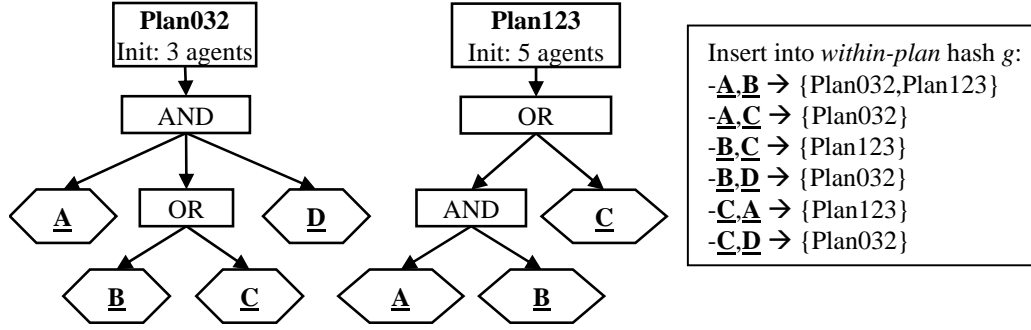 Plan032
Init: 3 agents
AND
A
OR
D
B
C
Plan123
Init: 5 agents
OR
AND
C
A
B
Insert into within-plan hash g:
-A,B → {Plan032,Plan123}
-A,C → {Plan032}
-B,C → {Plan123}
-B,D → {Plan032}
-C,A → {Plan123}
-C,D → {Plan032}